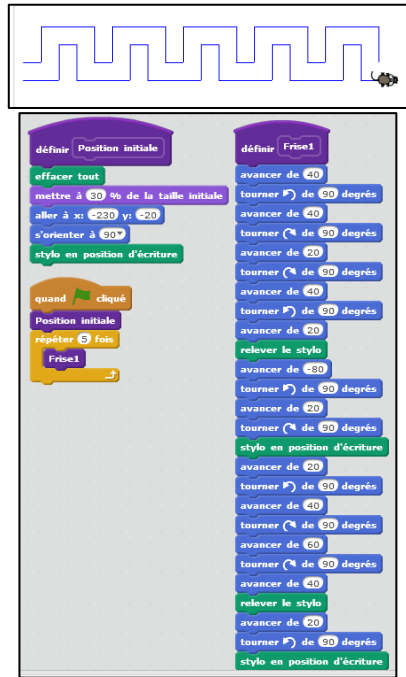 définir Position initiale
effacer tout
mettre à 30 % de la taille initiale
aller à x: -230 y: -20
s'orienter à 90
stylo en position d'écriture
quand cliqué
Position initiale
répéter 5 fois
Frise1
définir Frise1
avancer de 40
tourner de 90 degrés
avancer de 40
tourner de 90 degrés
avancer de 20
tourner de 90 degrés
avancer de 40
tourner de 90 degrés
avancer de 20
relever le stylo
avancer de -80
tourner de 90 degrés
avancer de 20
tourner de 90 degrés
stylo en position d'écriture
avancer de 20
tourner de 90 degrés
avancer de 40
tourner de 90 degrés
avancer de 60
tourner de 90 degrés
avancer de 40
relever le stylo
avancer de 20
tourner de 90 degrés
stylo en position d'écriture